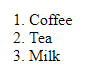 1. Coffee
2. Tea
3. Milk